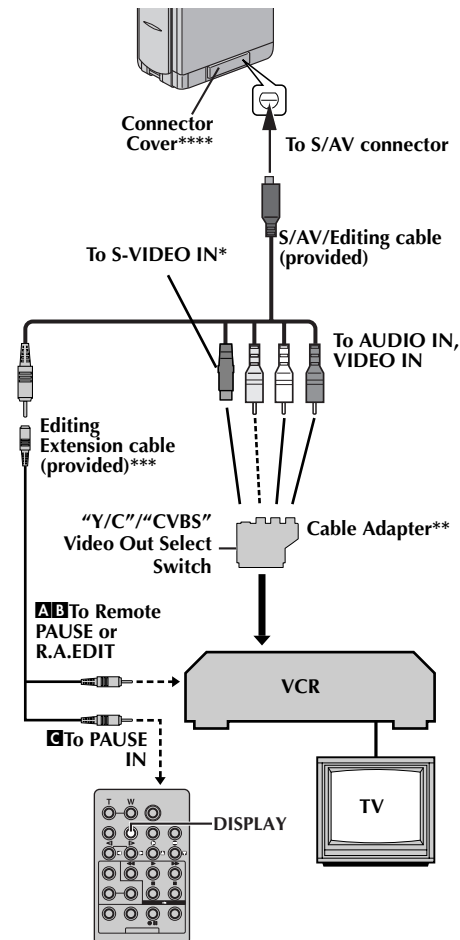 Connector
Cover****
To S/AV connector
S/AV/Editing cable
(provided)
To S-VIDEO IN*
To AUDIO IN,
VIDEO IN
Editing
Extension cable
(provided)***
"Y/C"/"CVBS"
Video Out Select
Switch
Cable Adapter**
A B To Remote
PAUSE or
R.A.EDIT
VCR
C To PAUSE
IN
TV
T W
DISPLAY